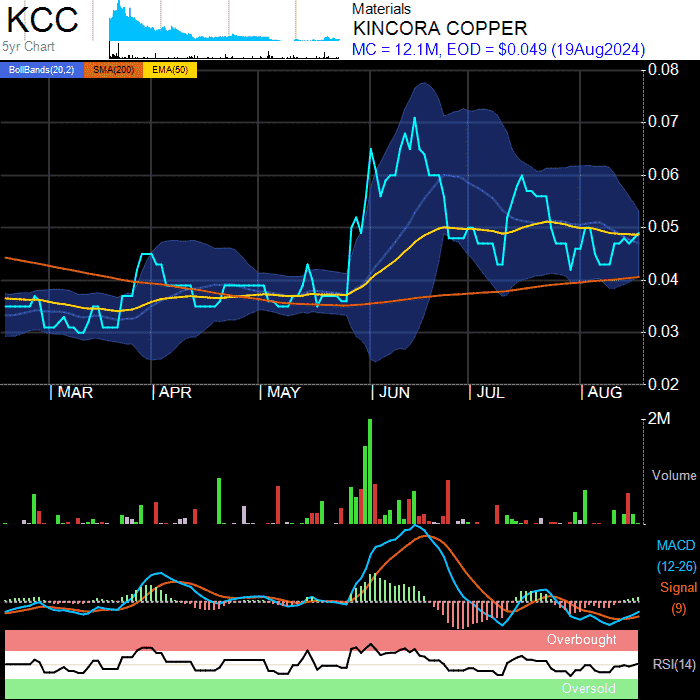 KCC
5yr Chart
Materials
KINCORA COPPER
MC = 12.1M, EOD = $0.049 (19Aug2024)
BollBands(20,2) SMA(200) EMA(50)
0.08
0.07
0.06
0.05
0.04
0.03
0.02
MAR APR MAY JUN JUL AUG
2M
Volume
MACD
(12-26)
Signal
(9)
Overbought
RSI(14)
Oversold